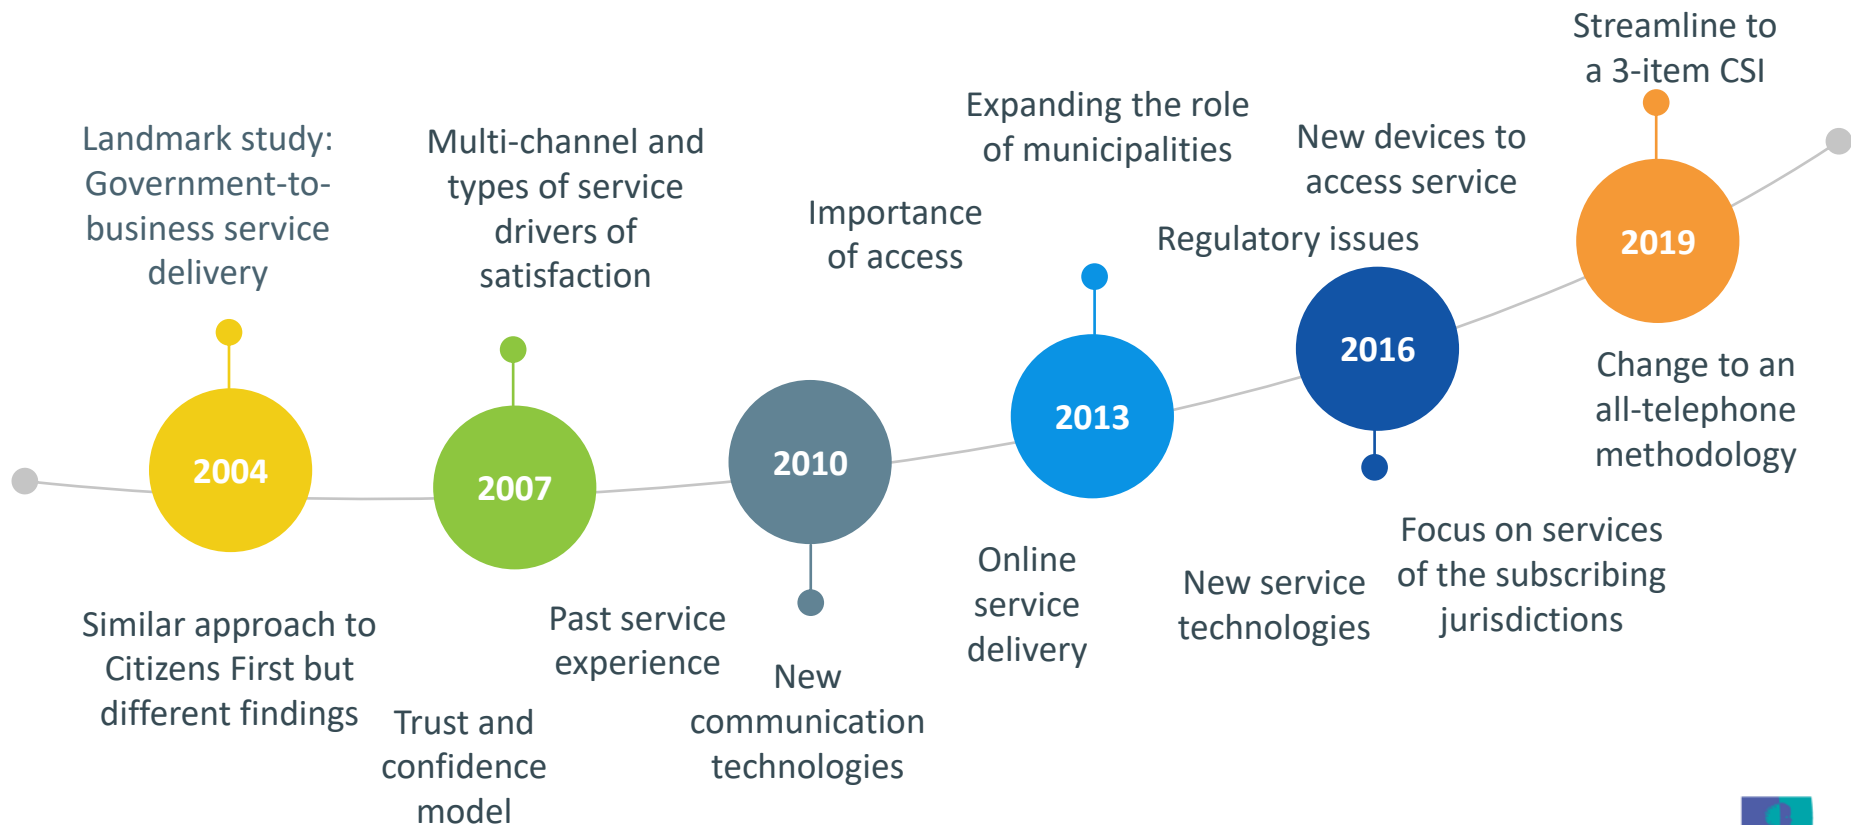 Landmark study:
Government-to-
business service
delivery
2004
Similar approach to
Citizens First but
different findings
Multi-channel and
types of service
drivers of
satisfaction
2007
Trust and
confidence
model
Past service
experience
Importance
of access
2010
New
communication
technologies
Expanding the role
of municipalities
2013
Online
service
delivery
New devices to
access service
Regulatory issues
2016
New service
technologies
Focus on services
of the subscribing
jurisdictions
Streamline to
a 3-item CSI
2019
Change to an
all-telephone
methodology